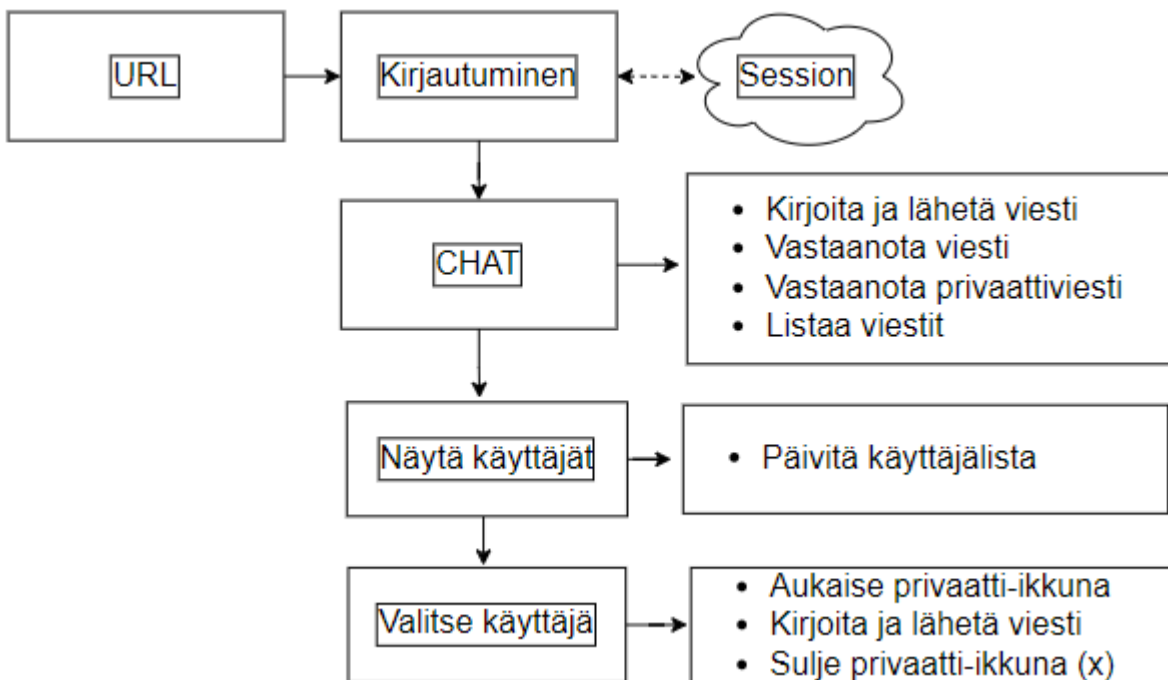 URL
Kirjautuminen
Session
CHAT
• Kirjoita ja lähetä viesti
• Vastaanota viesti
• Vastaanota privaattiviesti
• Listaa viestit
Näytä käyttäjät
• Päivitä käyttäjälista
Valitse käyttäjä
• Aukaise privaatti-ikkuna
• Kirjoita ja lähetä viesti
• Sulje privaatti-ikkuna (x)